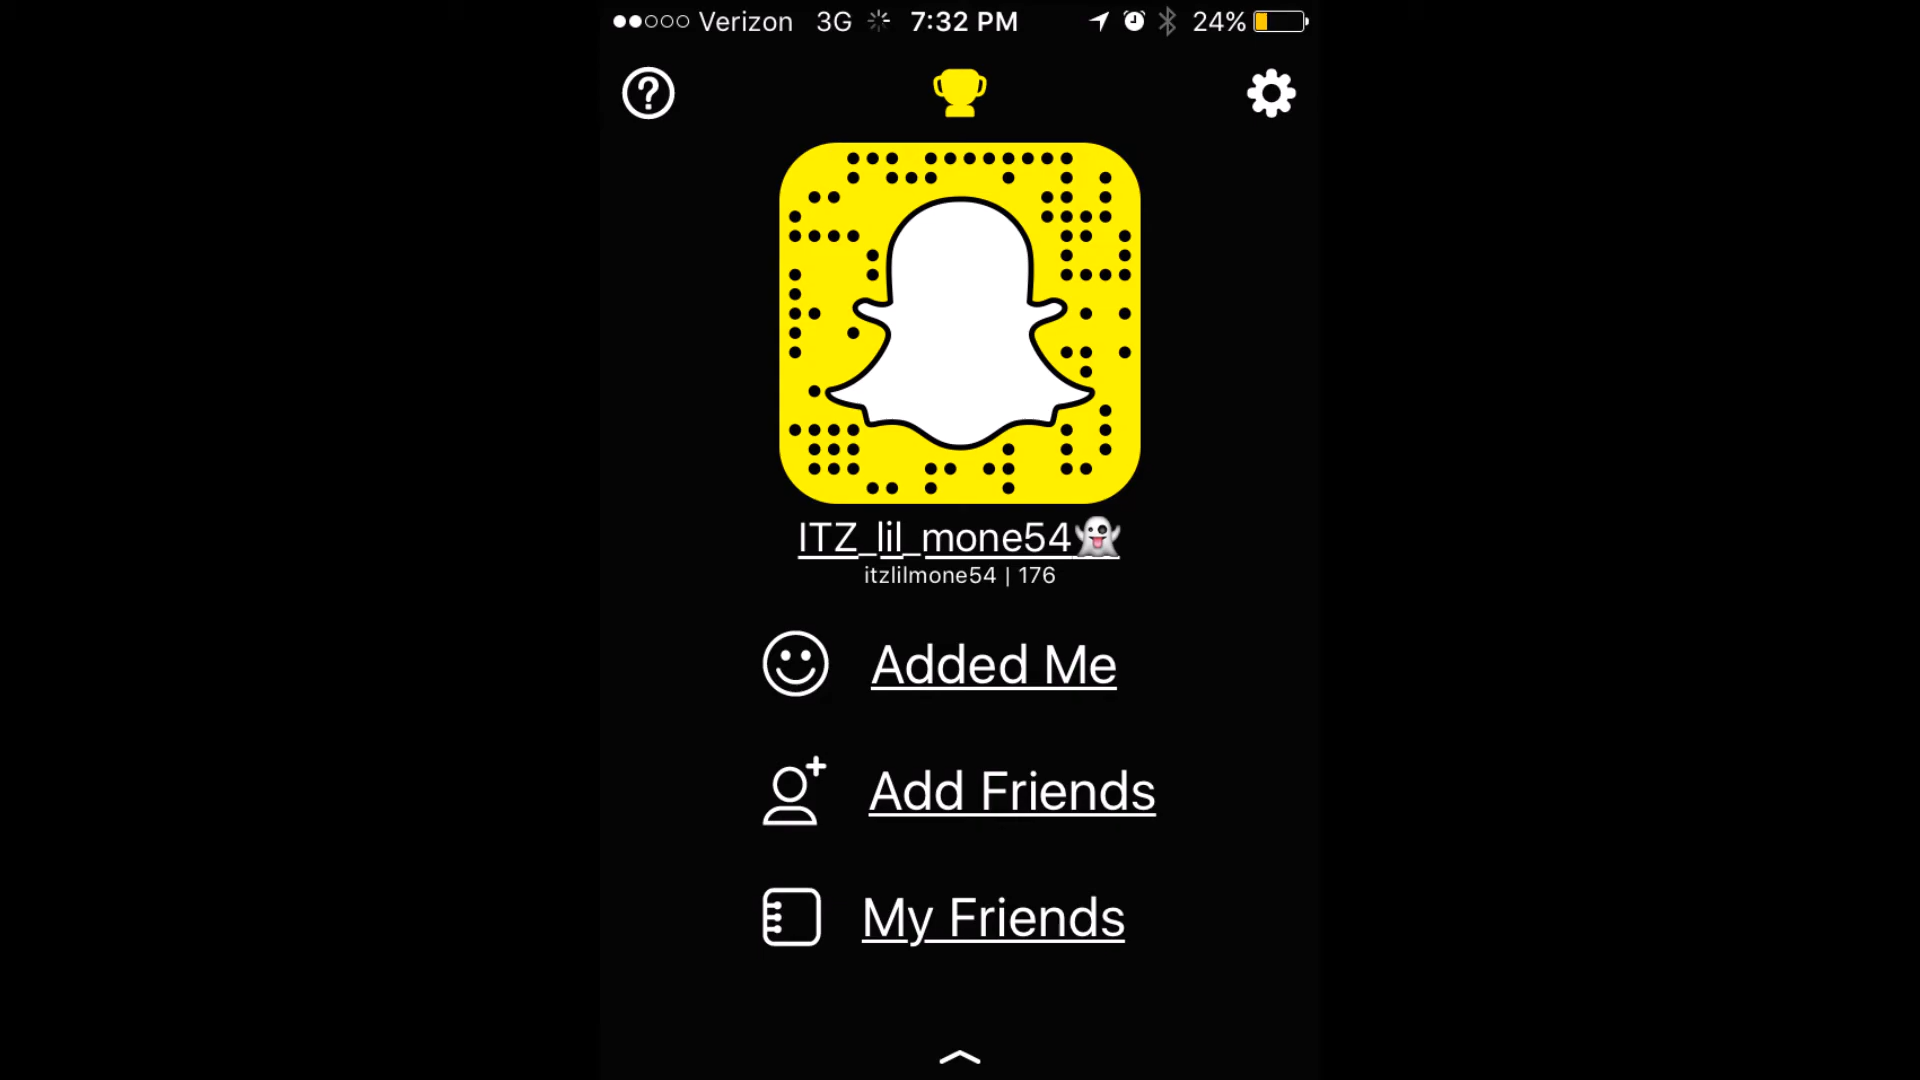 Verizon 3G 7:32 PM 24%
ITZ_lil_mone54👻
itzlilmone54 | 176
Added Me
Add Friends
My Friends